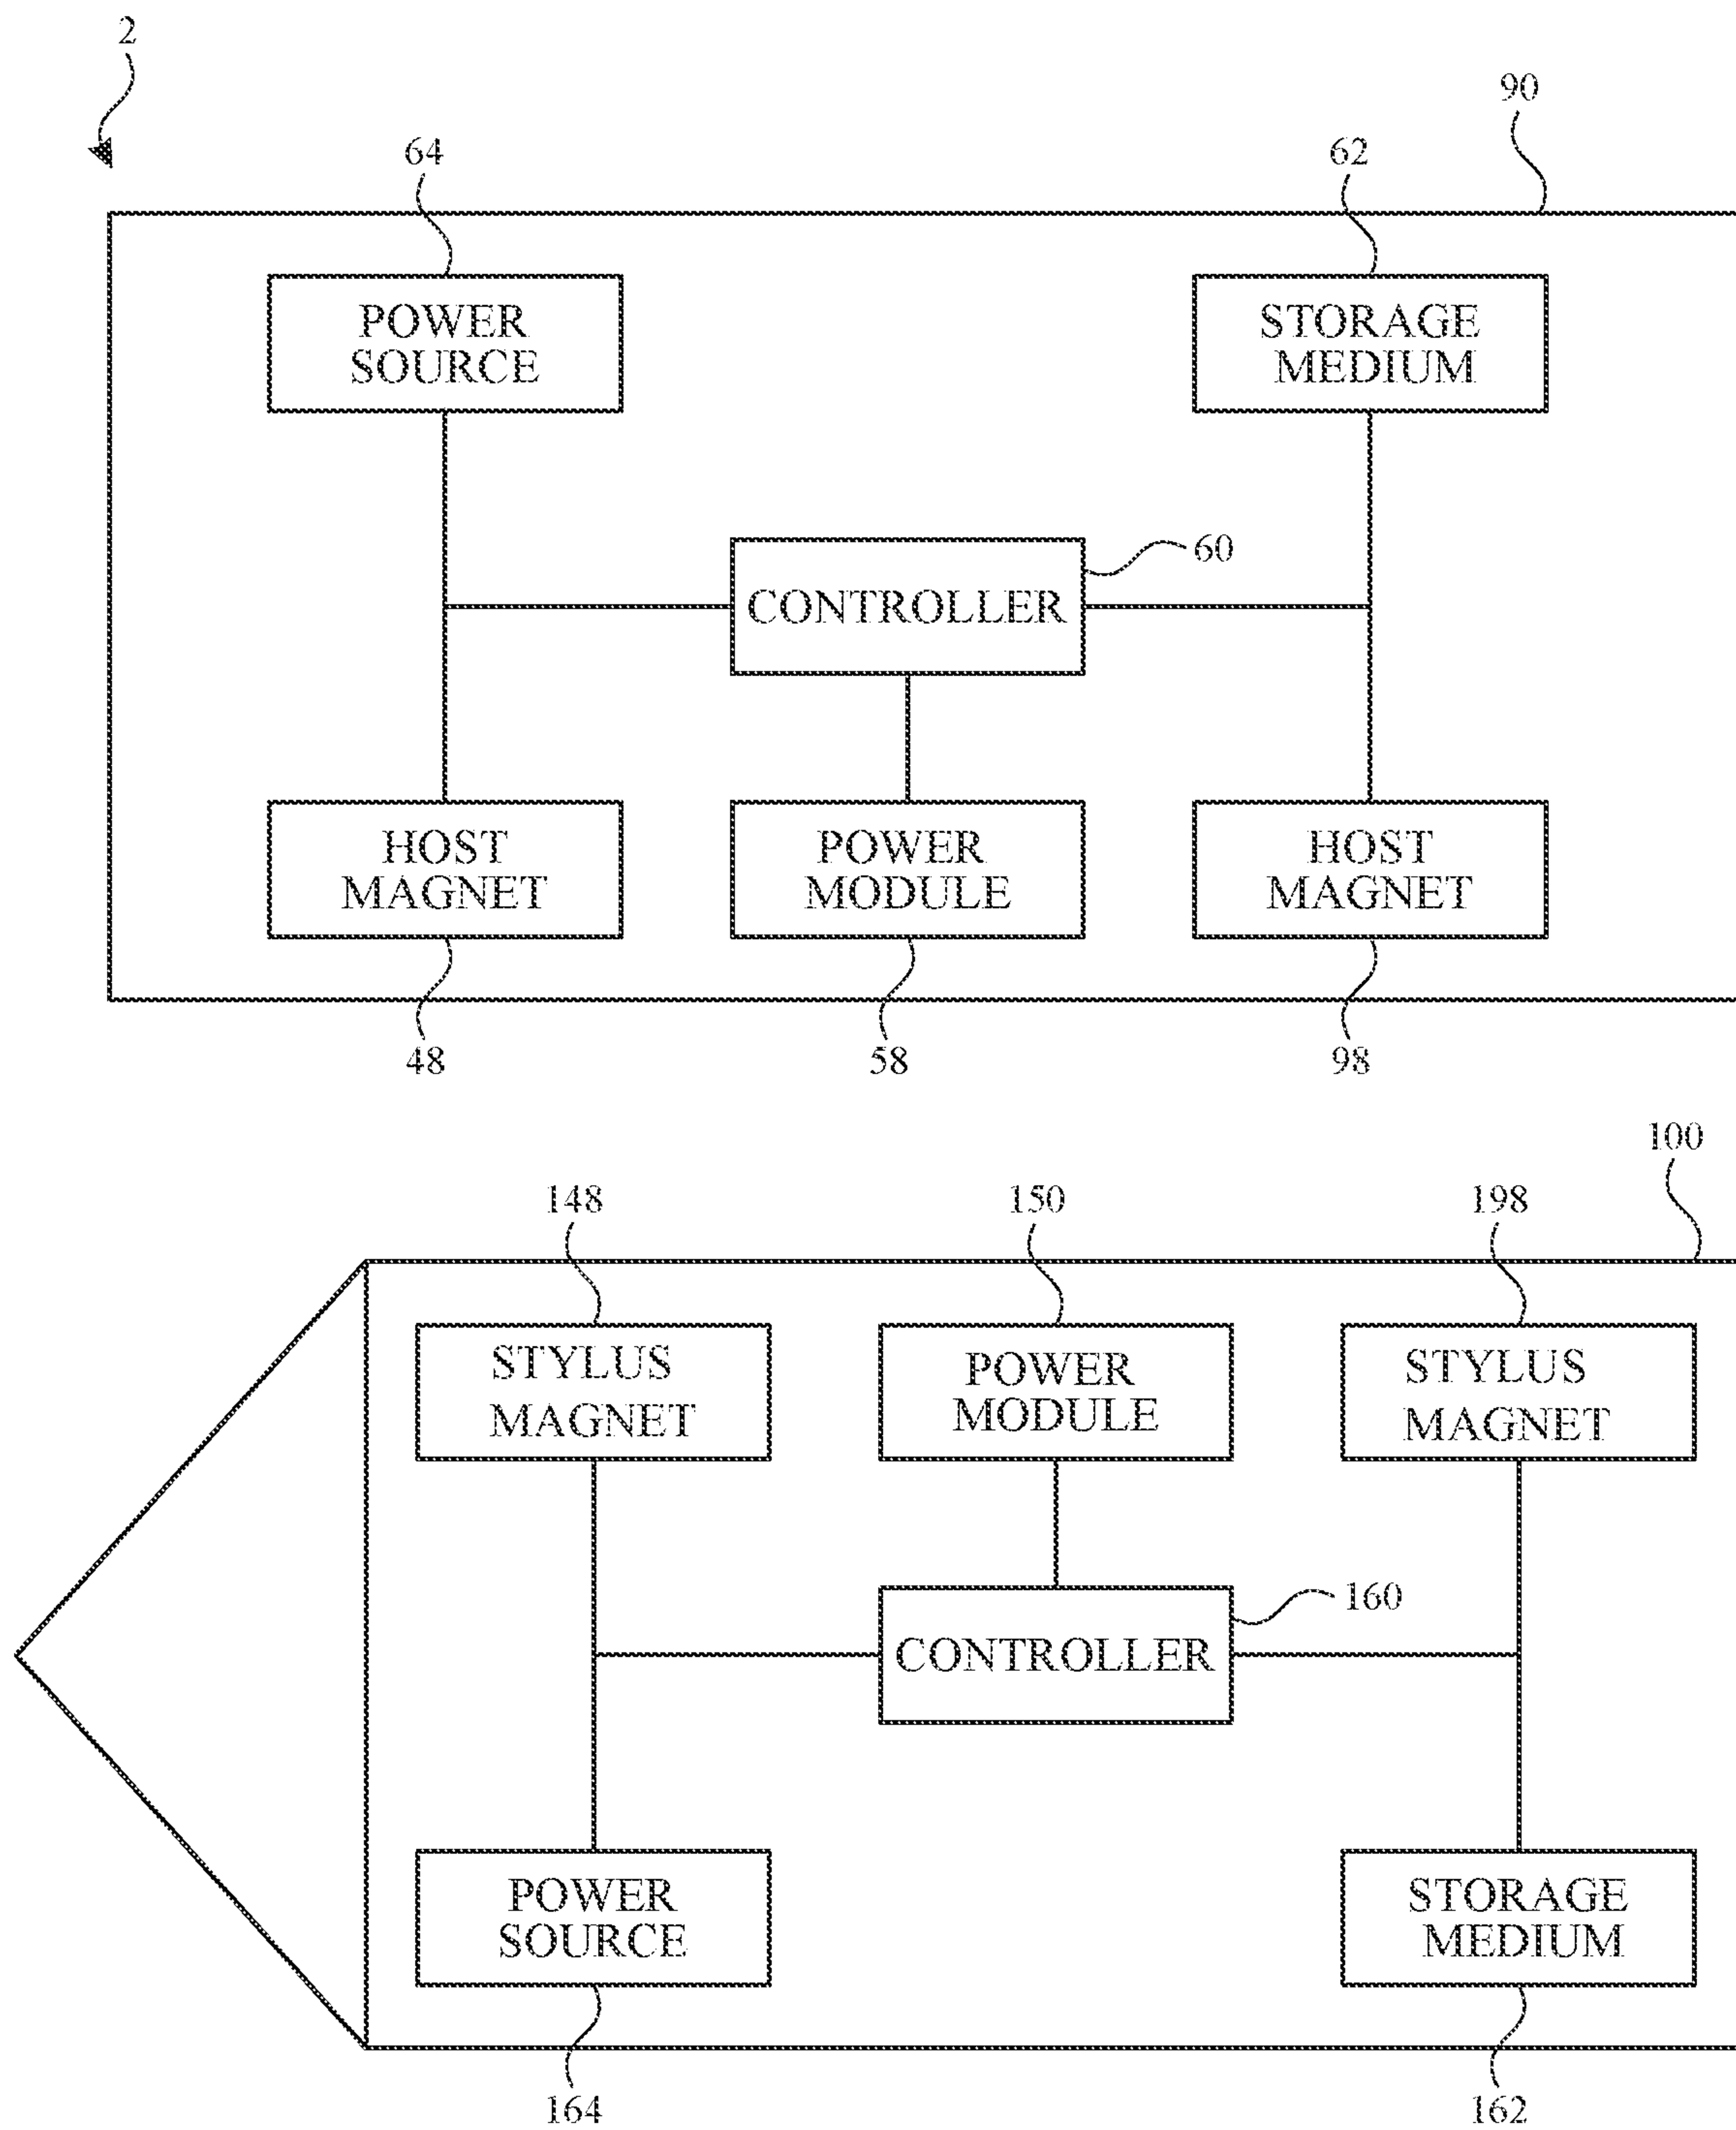 2
90
64
62
POWER
SOURCE
STORAGE
MEDIUM
60
CONTROLLER
HOST
MAGNET
POWER
MODULE
HOST
MAGNET
48
58
98
100
148
150
198
STYLUS
MAGNET
POWER
MODULE
STYLUS
MAGNET
160
CONTROLLER
POWER
SOURCE
STORAGE
MEDIUM
164
162